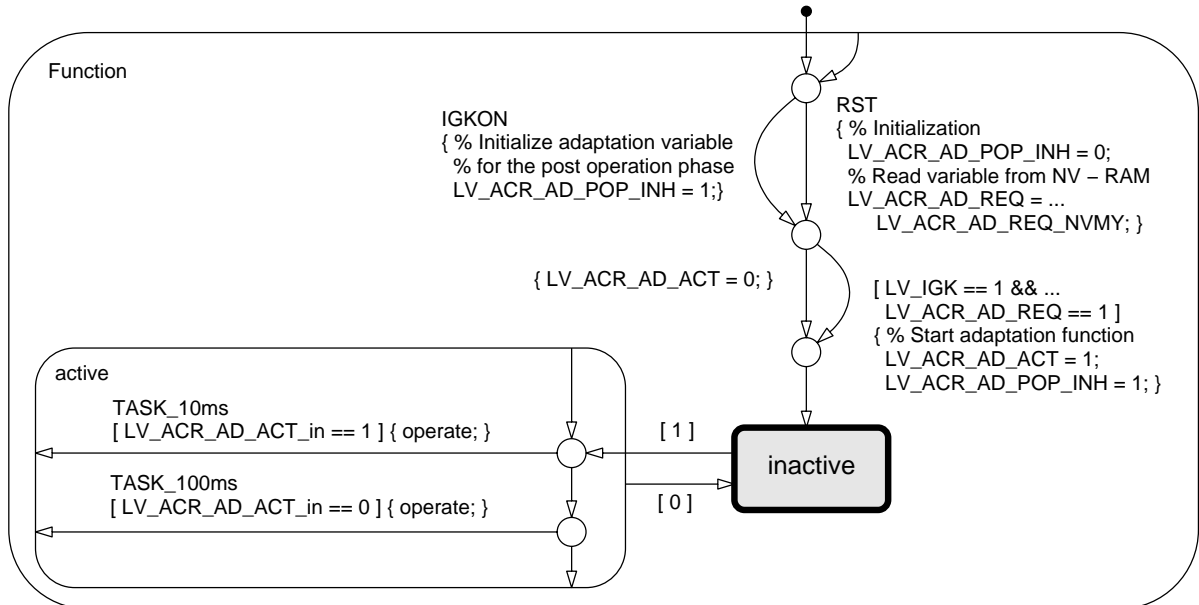 Function
IGKON
{ % Initialize adaptation variable
% for the post operation phase
LV_ACR_AD_POP_INH = 1;}
RST
{ % Initialization
LV_ACR_AD_POP_INH = 0;
% Read variable from NV – RAM
LV_ACR_AD_REQ = ...
LV_ACR_AD_REQ_NVMY; }
{ LV_ACR_AD_ACT = 0; }
[ LV_IGK == 1 && ...
LV_ACR_AD_REQ == 1 ]
{ % Start adaptation function
LV_ACR_AD_ACT = 1;
LV_ACR_AD_POP_INH = 1; }
active
TASK_10ms
[ LV_ACR_AD_ACT_in == 1 ] { operate; }
TASK_100ms
[ LV_ACR_AD_ACT_in == 0 ] { operate; }
[ 1 ]
[ 0 ]
inactive